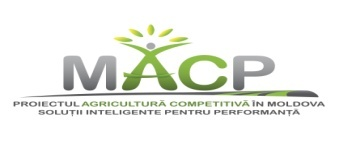 MACP
PROIECTUL AGRICULTURĂ COMPETITIVĂ ÎN MOLDOVA
SOLUȚII INTELIGENTE PENTRU PERFORMANȚĂ